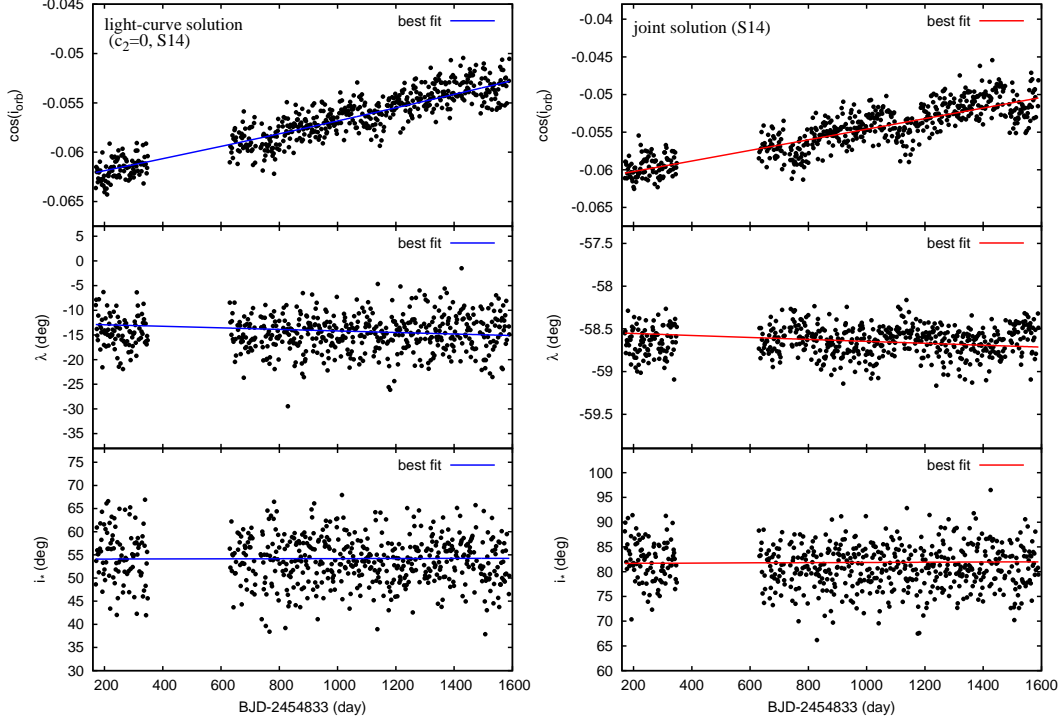 -0.045
-0.05
-0.055
-0.06
-0.065
cos(i_orb)
light-curve solution
(c_2=0, S14)
best fit
5
0
-5
-10
-15
-20
-25
-30
-35
λ (deg)
best fit
75
70
65
60
55
50
45
40
35
30
i⋆ (deg)
best fit
200 400 600 800 1000 1200 1400 1600
BJD-2454833 (day)
-0.04
-0.045
-0.05
-0.055
-0.06
-0.065
cos(i_orb)
joint solution (S14)
best fit
-57.5
-58
-58.5
-59
-59.5
λ (deg)
best fit
100
95
90
85
80
75
70
65
60
i⋆ (deg)
best fit
200 400 600 800 1000 1200 1400 1600
BJD-2454833 (day)